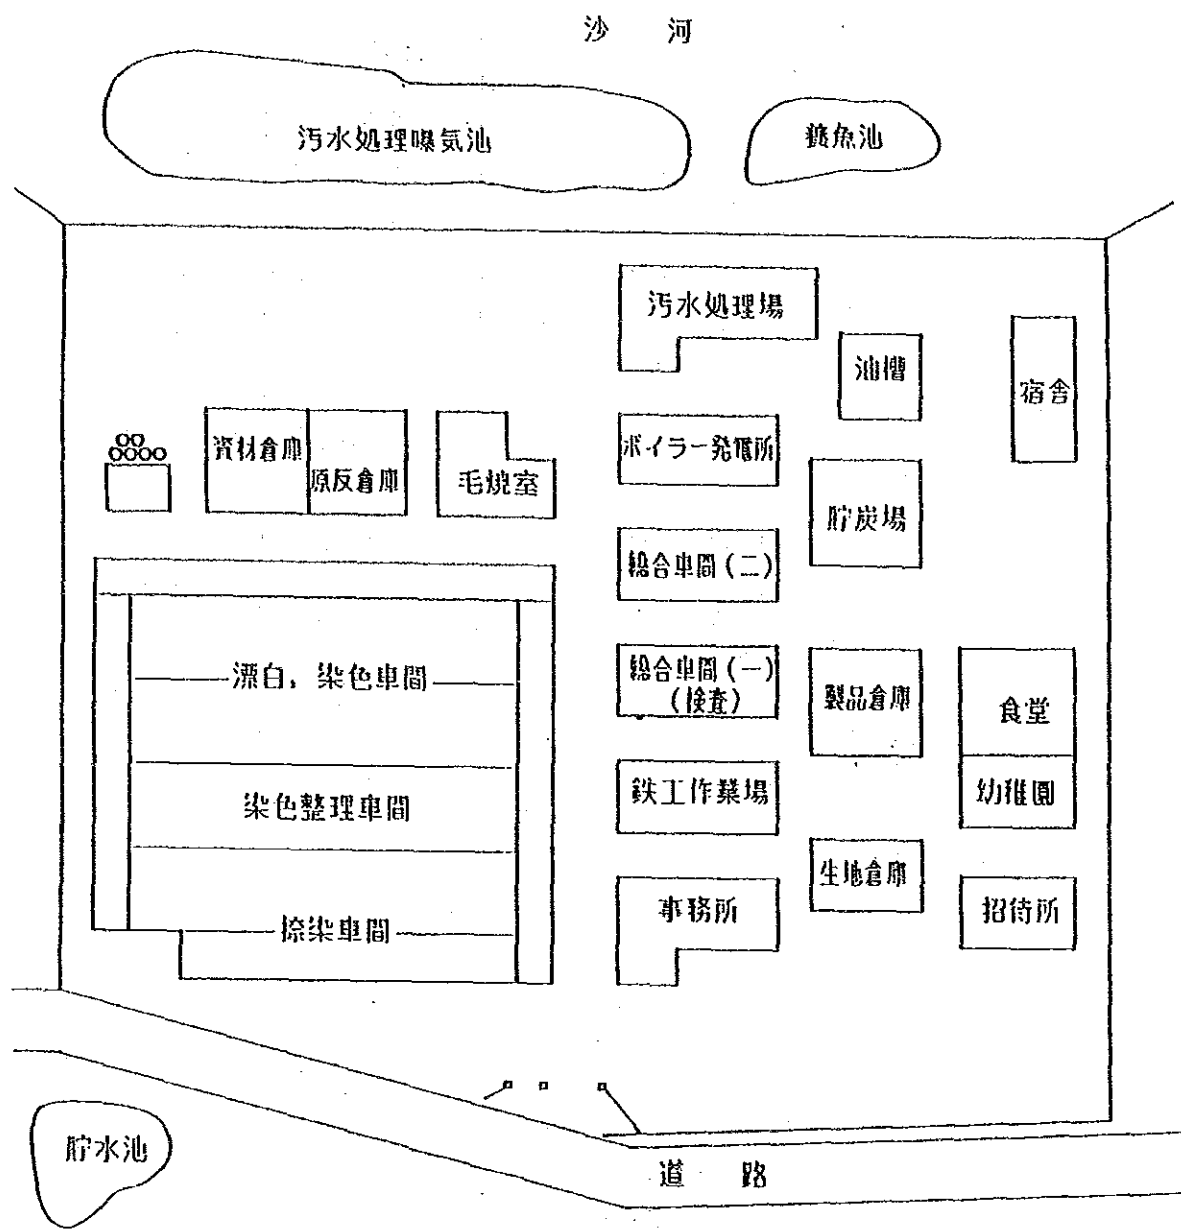 沙　河
汚水処理曝気池
養魚池
汚水処理場
油槽
宿舎
資材倉庫
原反倉庫
毛焼室
ボイラー発電所
貯炭場
総合車間(二)
漂白，染色車間
総合車間(一)
(検査)
製品倉庫
食堂
染色整理車間
鉄工作業場
幼稚園
生地倉庫
捺染車間
事務所
招待所
貯水池
道　路